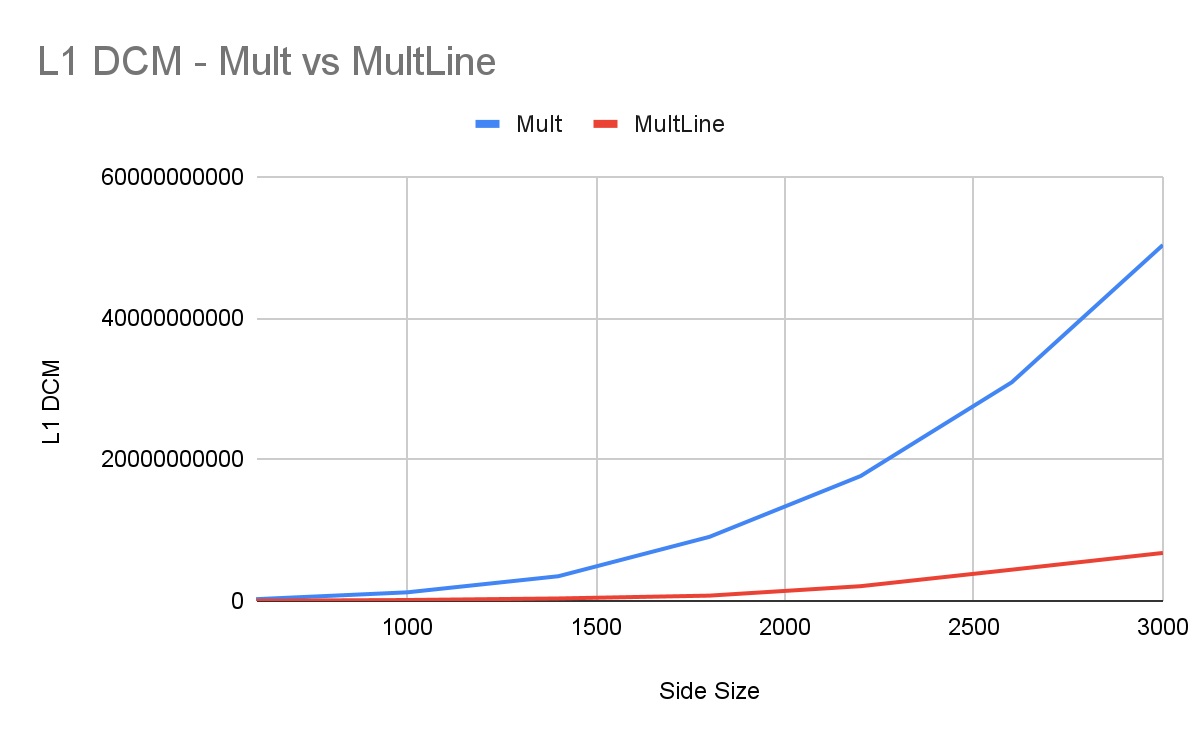 L1 DCM - Mult vs MultLine
Mult MultLine
60000000000
40000000000
20000000000
0
L1 DCM
1000 1500 2000 2500 3000
Side Size